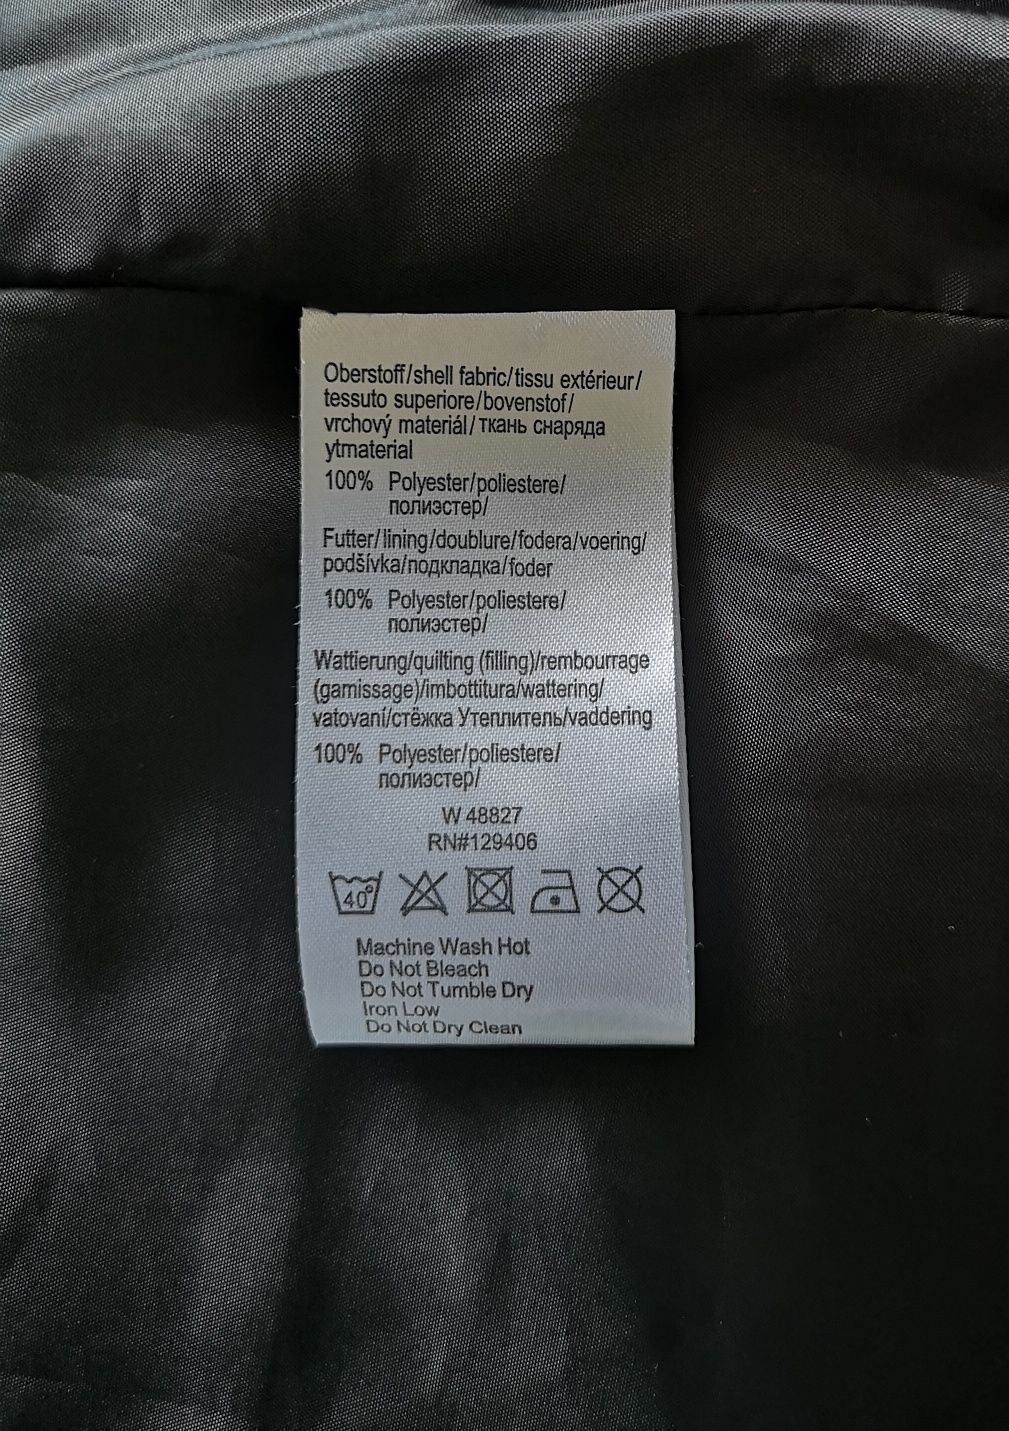 Oberstoff/shell fabric/tissu extérieur/
tessuto superiore/bovenstof/
vrchový materiál/ткань снаряда
ytmaterial
100% Polyester/poliestere/
полиэстер/
Futter/lining/doublure/fodera/voering/
podšívka/подкладка/foder
100% Polyester/poliestere/
полиэстер/
Wattierung/quilting (filling)/rembourrage
(garnissage)/imbottitura/wattering/
vatovaní/стёжка Утеплитель/vaddering
100% Polyester/poliestere/
полиэстер/
W 48827
RN#129406
40°
Machine Wash Hot
Do Not Bleach
Do Not Tumble Dry
Iron Low
Do Not Dry Clean